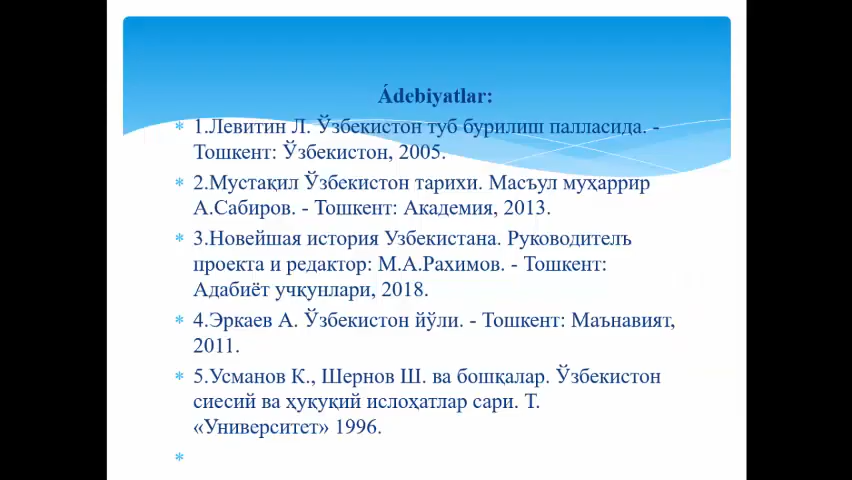 Ádebiyatlar:
* 1.Левитин Л. Ўзбекистон туб бурилиш палласида. -
Тошкент: Ўзбекистон, 2005.
* 2.Мустақил Ўзбекистон тарихи. Масъул муҳаррир
А.Сабиров. - Тошкент: Академия, 2013.
* 3.Новейшая история Узбекистана. Руководителъ
проекта и редактор: М.А.Рахимов. - Тошкент:
Адабиёт учқунлари, 2018.
* 4.Эркаев А. Ўзбекистон йўли. - Тошкент: Маънавият,
2011.
* 5.Усманов К., Шернов Ш. ва бошқалар. Ўзбекистон
сиесий ва ҳуқуқий ислоҳатлар сари. Т.
«Университет» 1996.
*